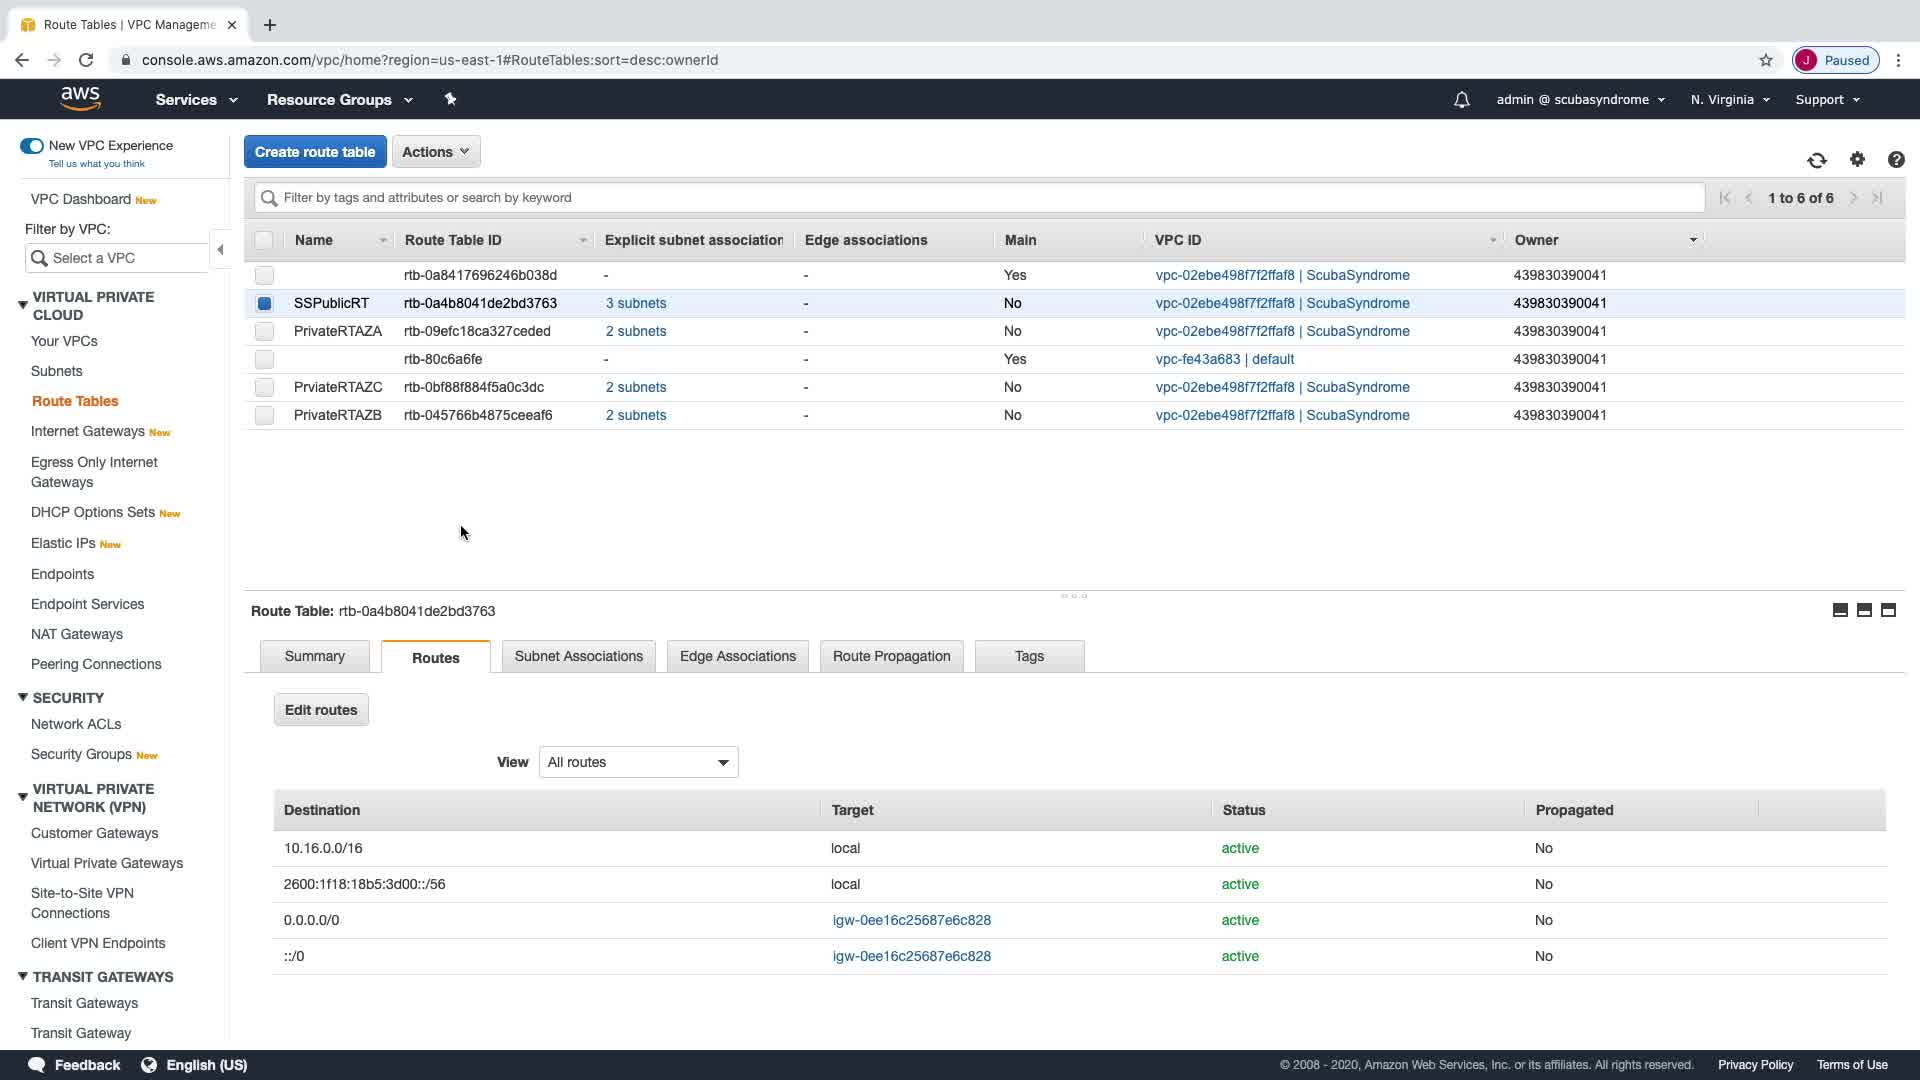 Route Tables | VPC Manageme
console.aws.amazon.com/vpc/home?region=us-east-1#RouteTables:sort=desc:ownerId
J Paused
aws Services Resource Groups admin @ scubasyndrome N. Virginia Support
New VPC Experience
Tell us what you think
VPC Dashboard New
Filter by VPC:
Select a VPC
VIRTUAL PRIVATE
CLOUD
Your VPCs
Subnets
Route Tables
Internet Gateways New
Egress Only Internet
Gateways
DHCP Options Sets New
Elastic IPs New
Endpoints
Endpoint Services
NAT Gateways
Peering Connections
SECURITY
Network ACLs
Security Groups New
VIRTUAL PRIVATE
NETWORK (VPN)
Customer Gateways
Virtual Private Gateways
Site-to-Site VPN
Connections
Client VPN Endpoints
TRANSIT GATEWAYS
Transit Gateways
Transit Gateway
Create route table Actions
Filter by tags and attributes or search by keyword 1 to 6 of 6
Name Route Table ID Explicit subnet association Edge associations Main VPC ID Owner
rtb-0a8417696246b038d - - Yes vpc-02ebe498f7f2ffaf8 | ScubaSyndrome 439830390041
SSPublicRT rtb-0a4b8041de2bd3763 3 subnets - No vpc-02ebe498f7f2ffaf8 | ScubaSyndrome 439830390041
PrivateRTAZA rtb-09efc18ca327ceded 2 subnets - No vpc-02ebe498f7f2ffaf8 | ScubaSyndrome 439830390041
rtb-80c6a6fe - - Yes vpc-fe43a683 | default 439830390041
PrviateRTAZC rtb-0bf88f884f5a0c3dc 2 subnets - No vpc-02ebe498f7f2ffaf8 | ScubaSyndrome 439830390041
PrivateRTAZB rtb-045766b4875ceeaf6 2 subnets - No vpc-02ebe498f7f2ffaf8 | ScubaSyndrome 439830390041
Route Table: rtb-0a4b8041de2bd3763
Summary Routes Subnet Associations Edge Associations Route Propagation Tags
Edit routes
View All routes
Destination Target Status Propagated
10.16.0.0/16 local active No
2600:1f18:18b5:3d00::/56 local active No
0.0.0.0/0 igw-0ee16c25687e6c828 active No
::/0 igw-0ee16c25687e6c828 active No
Feedback English (US) © 2008 - 2020, Amazon Web Services, Inc. or its affiliates. All rights reserved. Privacy Policy Terms of Use